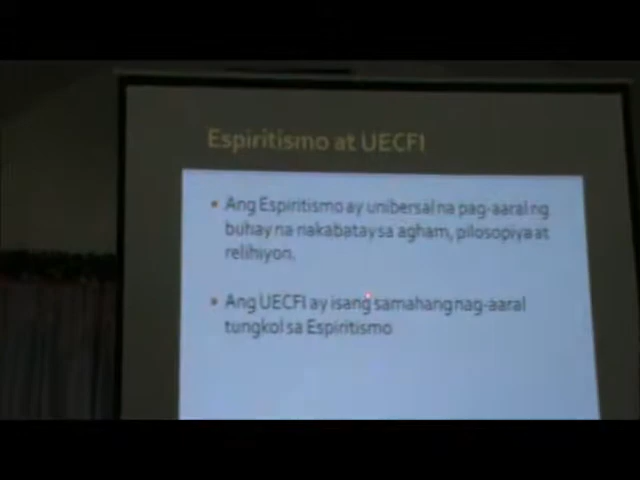 Espiritismo at UECFI
• Ang Espiritismo ay unibersal na pag-aaral ng
buhay na nakabatay sa agham, pilosopiya at
relihiyon.
• Ang UECFI ay isang samahang nag-aaral
tungkol sa Espiritismo